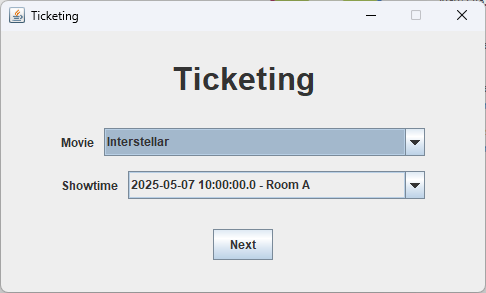 Ticketing
Ticketing
Movie Interstellar
Showtime 2025-05-07 10:00:00.0 - Room A
Next